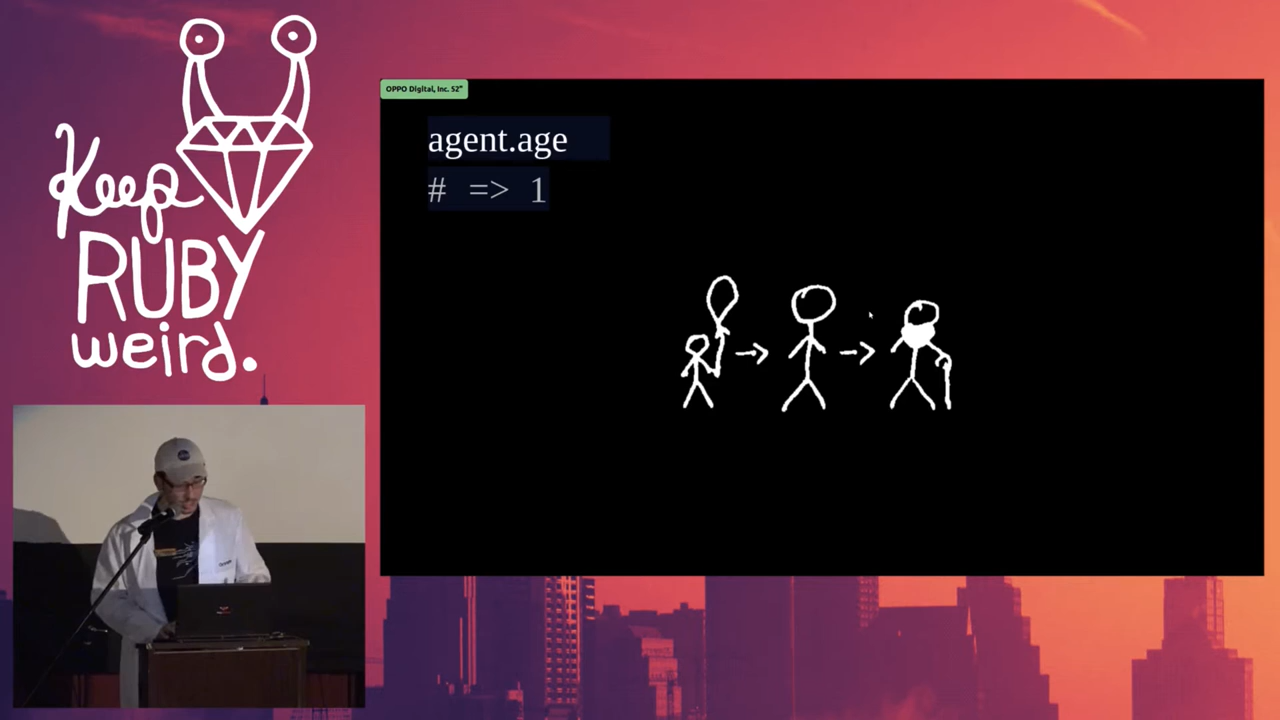 Keep
RUBY
weird.
OPPO Digital, Inc. 52"
agent.age
# => 1